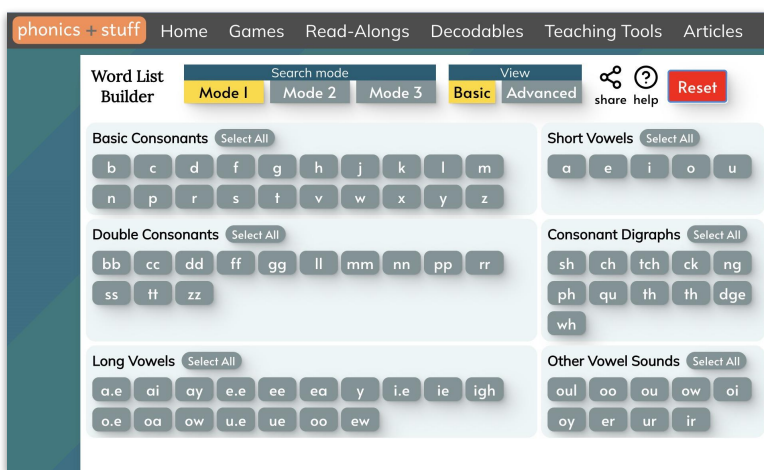 phonics + stuff Home Games Read-Alongs Decodables Teaching Tools Articles
Word List Builder
Search mode
Mode 1 Mode 2 Mode 3
View
Basic Advanced
share help
Reset
Basic Consonants Select All
b c d f g h j k l m
n p r s t v w x y z
Short Vowels Select All
a e i o u
Double Consonants Select All
bb cc dd ff gg ll mm nn pp rr
ss tt zz
Consonant Digraphs Select All
sh ch tch ck ng
ph qu th th dge
wh
Long Vowels Select All
a.e ai ay e.e ee ea y i.e ie igh
o.e oa ow u.e ue oo ew
Other Vowel Sounds Select All
oul oo ou ow oi
oy er ur ir